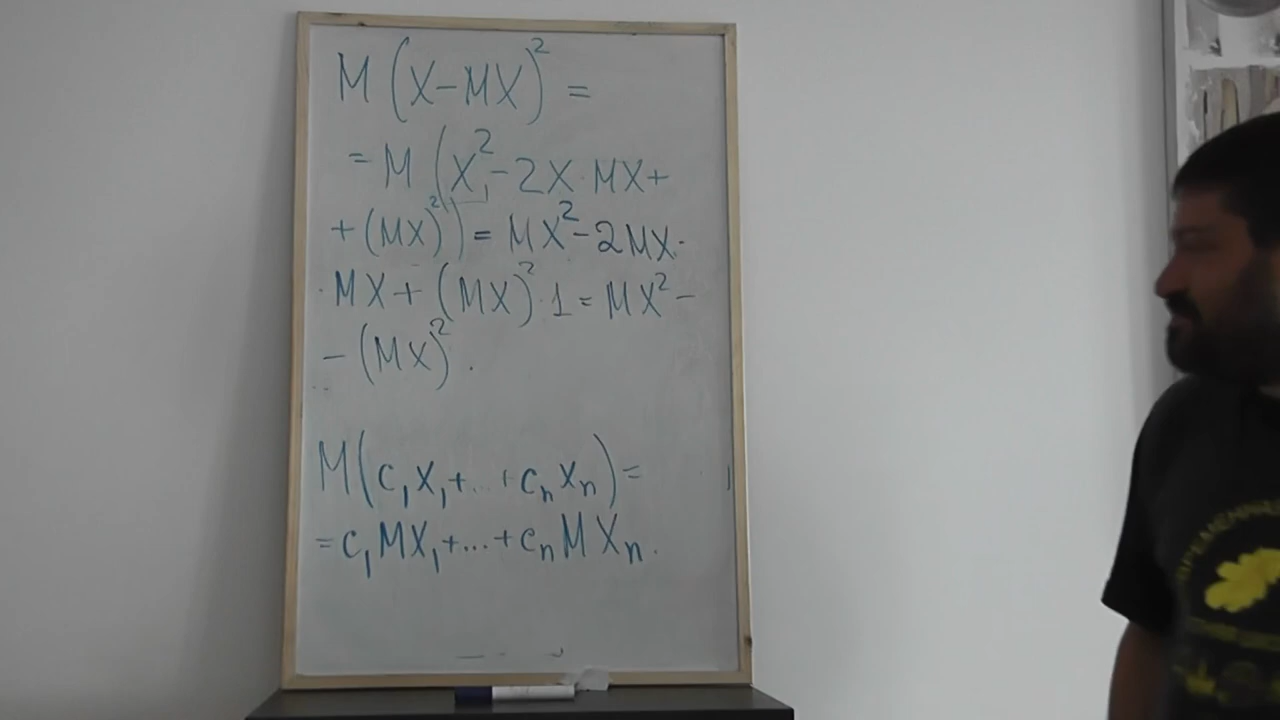 M(X-MX)² =
= M(X² - 2X·MX +
+ (MX)²) = MX² - 2MX·
·MX + (MX)²·1 = MX² -
- (MX)².
M(c₁X₁ + ... + cₙXₙ) =
= c₁MX₁ + ... + cₙMXₙ.